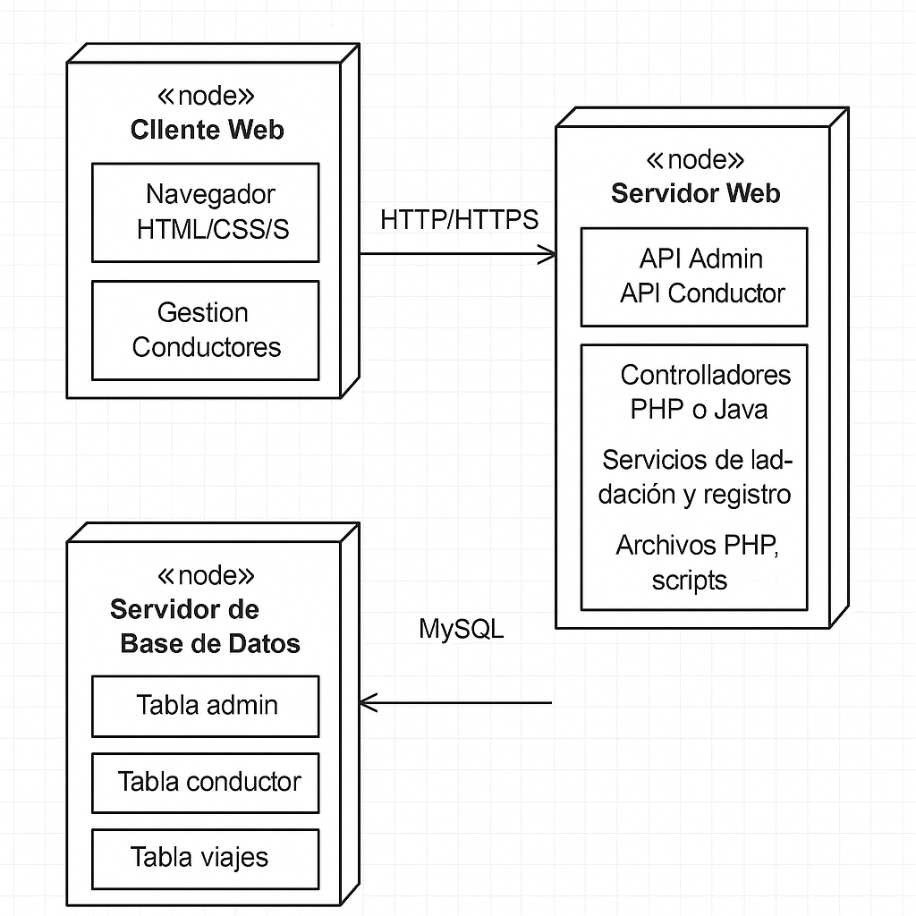 «node»
Cllente Web
Navegador
HTML/CSS/S
Gestion
Conductores
HTTP/HTTPS
«node»
Servidor Web
API Admin
API Conductor
Controlladores
PHP o Java
Servicios de lad-
dación y registro
Archivos PHP,
scripts
MySQL
«node»
Servidor de
Base de Datos
Tabla admin
Tabla conductor
Tabla viajes